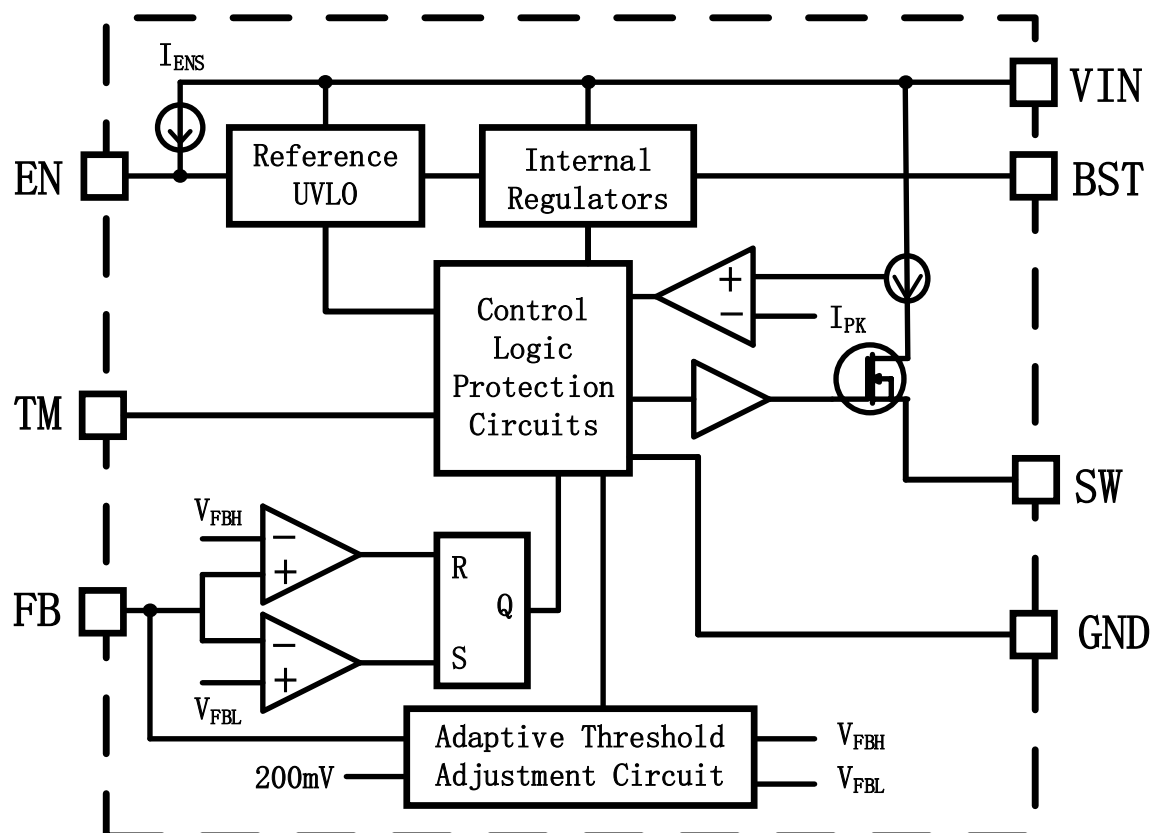 I_ENS
VIN
EN
Reference
UVLO
Internal
Regulators
BST
Control
Logic
Protection
Circuits
+
−
I_PK
TM
SW
V_FBH
−
+
FB
R
Q
S
−
+
V_FBL
GND
Adaptive Threshold
Adjustment Circuit
200mV
V_FBH
V_FBL